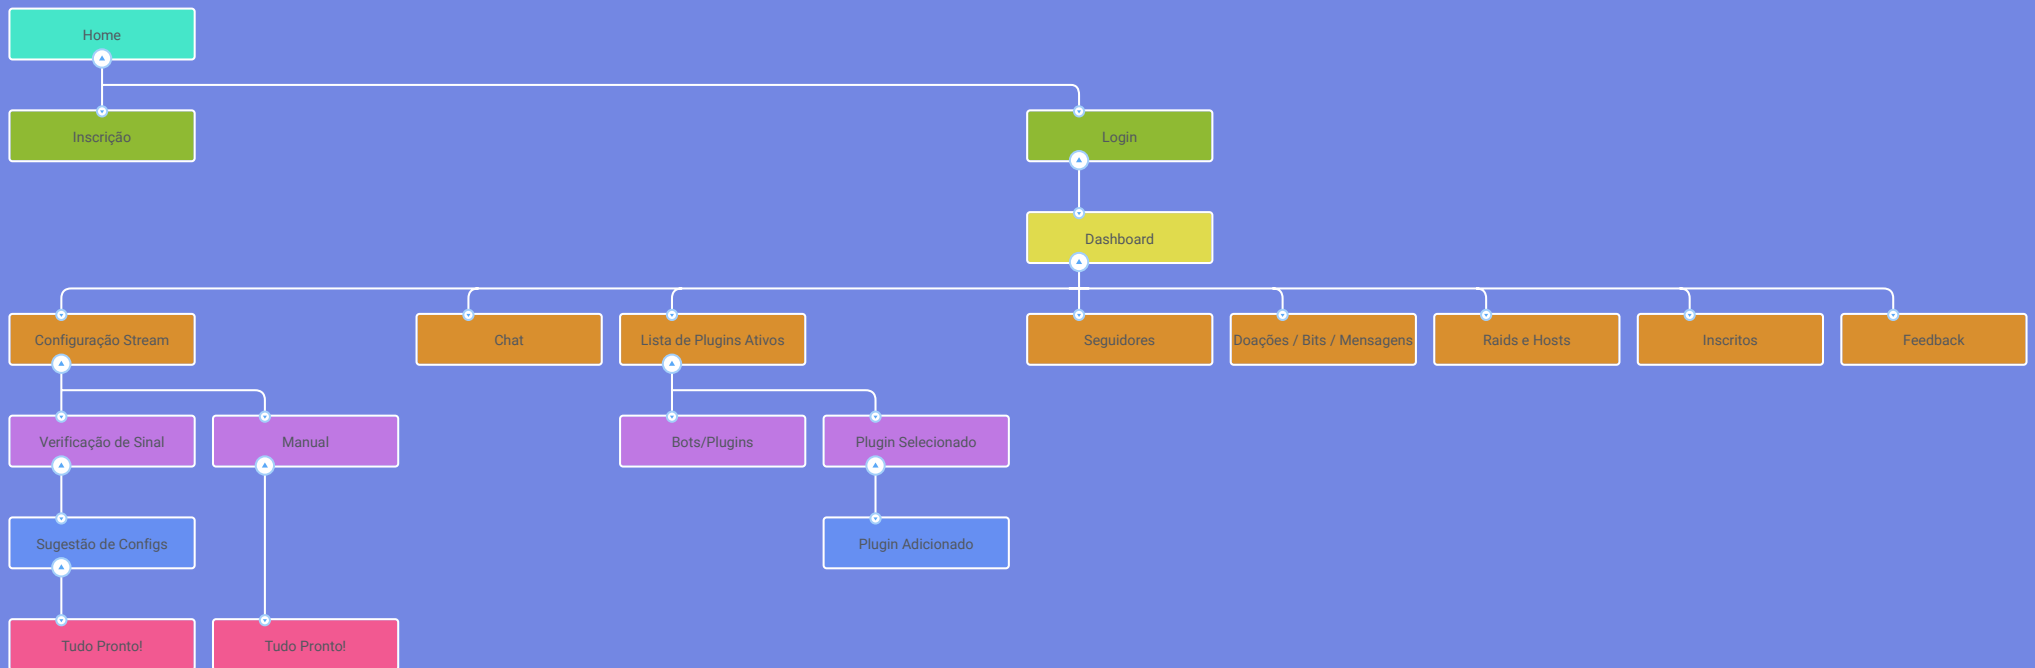 Home
Inscrição
Login
Dashboard
Configuração Stream
Chat
Lista de Plugins Ativos
Seguidores
Doações / Bits / Mensagens
Raids e Hosts
Inscritos
Feedback
Verificação de Sinal
Manual
Bots/Plugins
Plugin Selecionado
Sugestão de Configs
Plugin Adicionado
Tudo Pronto!
Tudo Pronto!